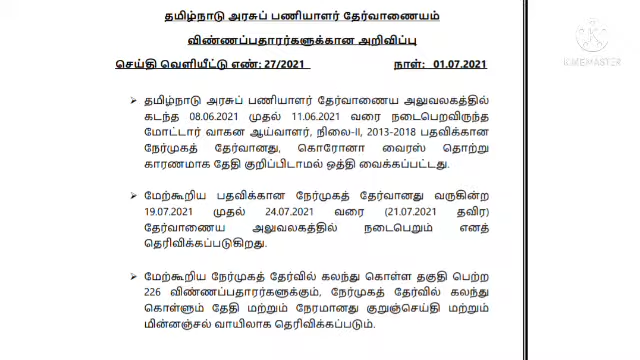 தமிழ்நாடு அரசுப் பணியாளர் தேர்வாணையம்
விண்ணப்பதாரர்களுக்கான அறிவிப்பு
செய்தி வெளியீட்டு எண்: 27/2021 நாள்: 01.07.2021
➢ தமிழ்நாடு அரசுப் பணியாளர் தேர்வாணைய அலுவலகத்தில்
கடந்த 08.06.2021 முதல் 11.06.2021 வரை நடைபெறவிருந்த
மோட்டார் வாகன ஆய்வாளர், நிலை-II, 2013-2018 பதவிக்கான
நேர்முகத் தேர்வானது, கொரோனா வைரஸ் தொற்று
காரணமாக தேதி குறிப்பிடாமல் ஒத்தி வைக்கப்பட்டது.
➢ மேற்கூறிய பதவிக்கான நேர்முகத் தேர்வானது வருகின்ற
19.07.2021 முதல் 24.07.2021 வரை (21.07.2021 தவிர)
தேர்வாணைய அலுவலகத்தில் நடைபெறும் எனத்
தெரிவிக்கப்படுகிறது.
➢ மேற்கூறிய நேர்முகத் தேர்வில் கலந்து கொள்ள தகுதி பெற்ற
226 விண்ணப்பதாரர்களுக்கும், நேர்முகத் தேர்வில் கலந்து
கொள்ளும் தேதி மற்றும் நேரமானது குறுஞ்செய்தி மற்றும்
மின்னஞ்சல் வாயிலாக தெரிவிக்கப்படும்.
K
KINEMASTER